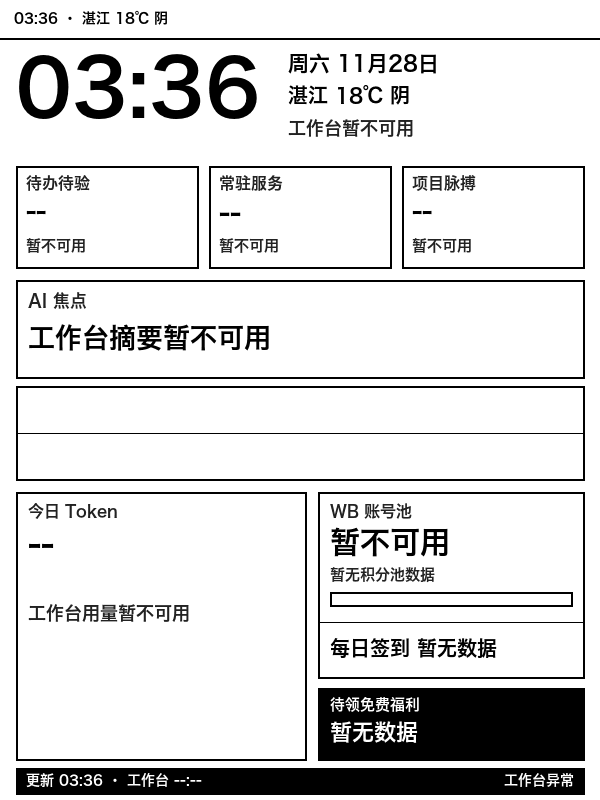 03:36 · 湛江 18℃ 阴
03:36
周六 11月28日
湛江 18℃ 阴
工作台暂不可用
待办待验
--
暂不可用
常驻服务
--
暂不可用
项目脉搏
--
暂不可用
AI 焦点
工作台摘要暂不可用
今日 Token
--
工作台用量暂不可用
WB 账号池
暂不可用
暂无积分池数据
每日签到 暂无数据
待领免费福利
暂无数据
更新 03:36 · 工作台 --:--
工作台异常